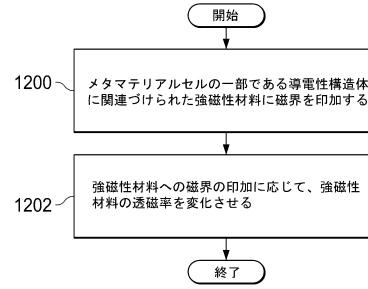 開始
1200
メタマテリアルセルの一部である導電性構造体
に関連づけられた強磁性材料に磁界を印加する
1202
強磁性材料への磁界の印加に応じて、強磁性
材料の透磁率を変化させる
終了